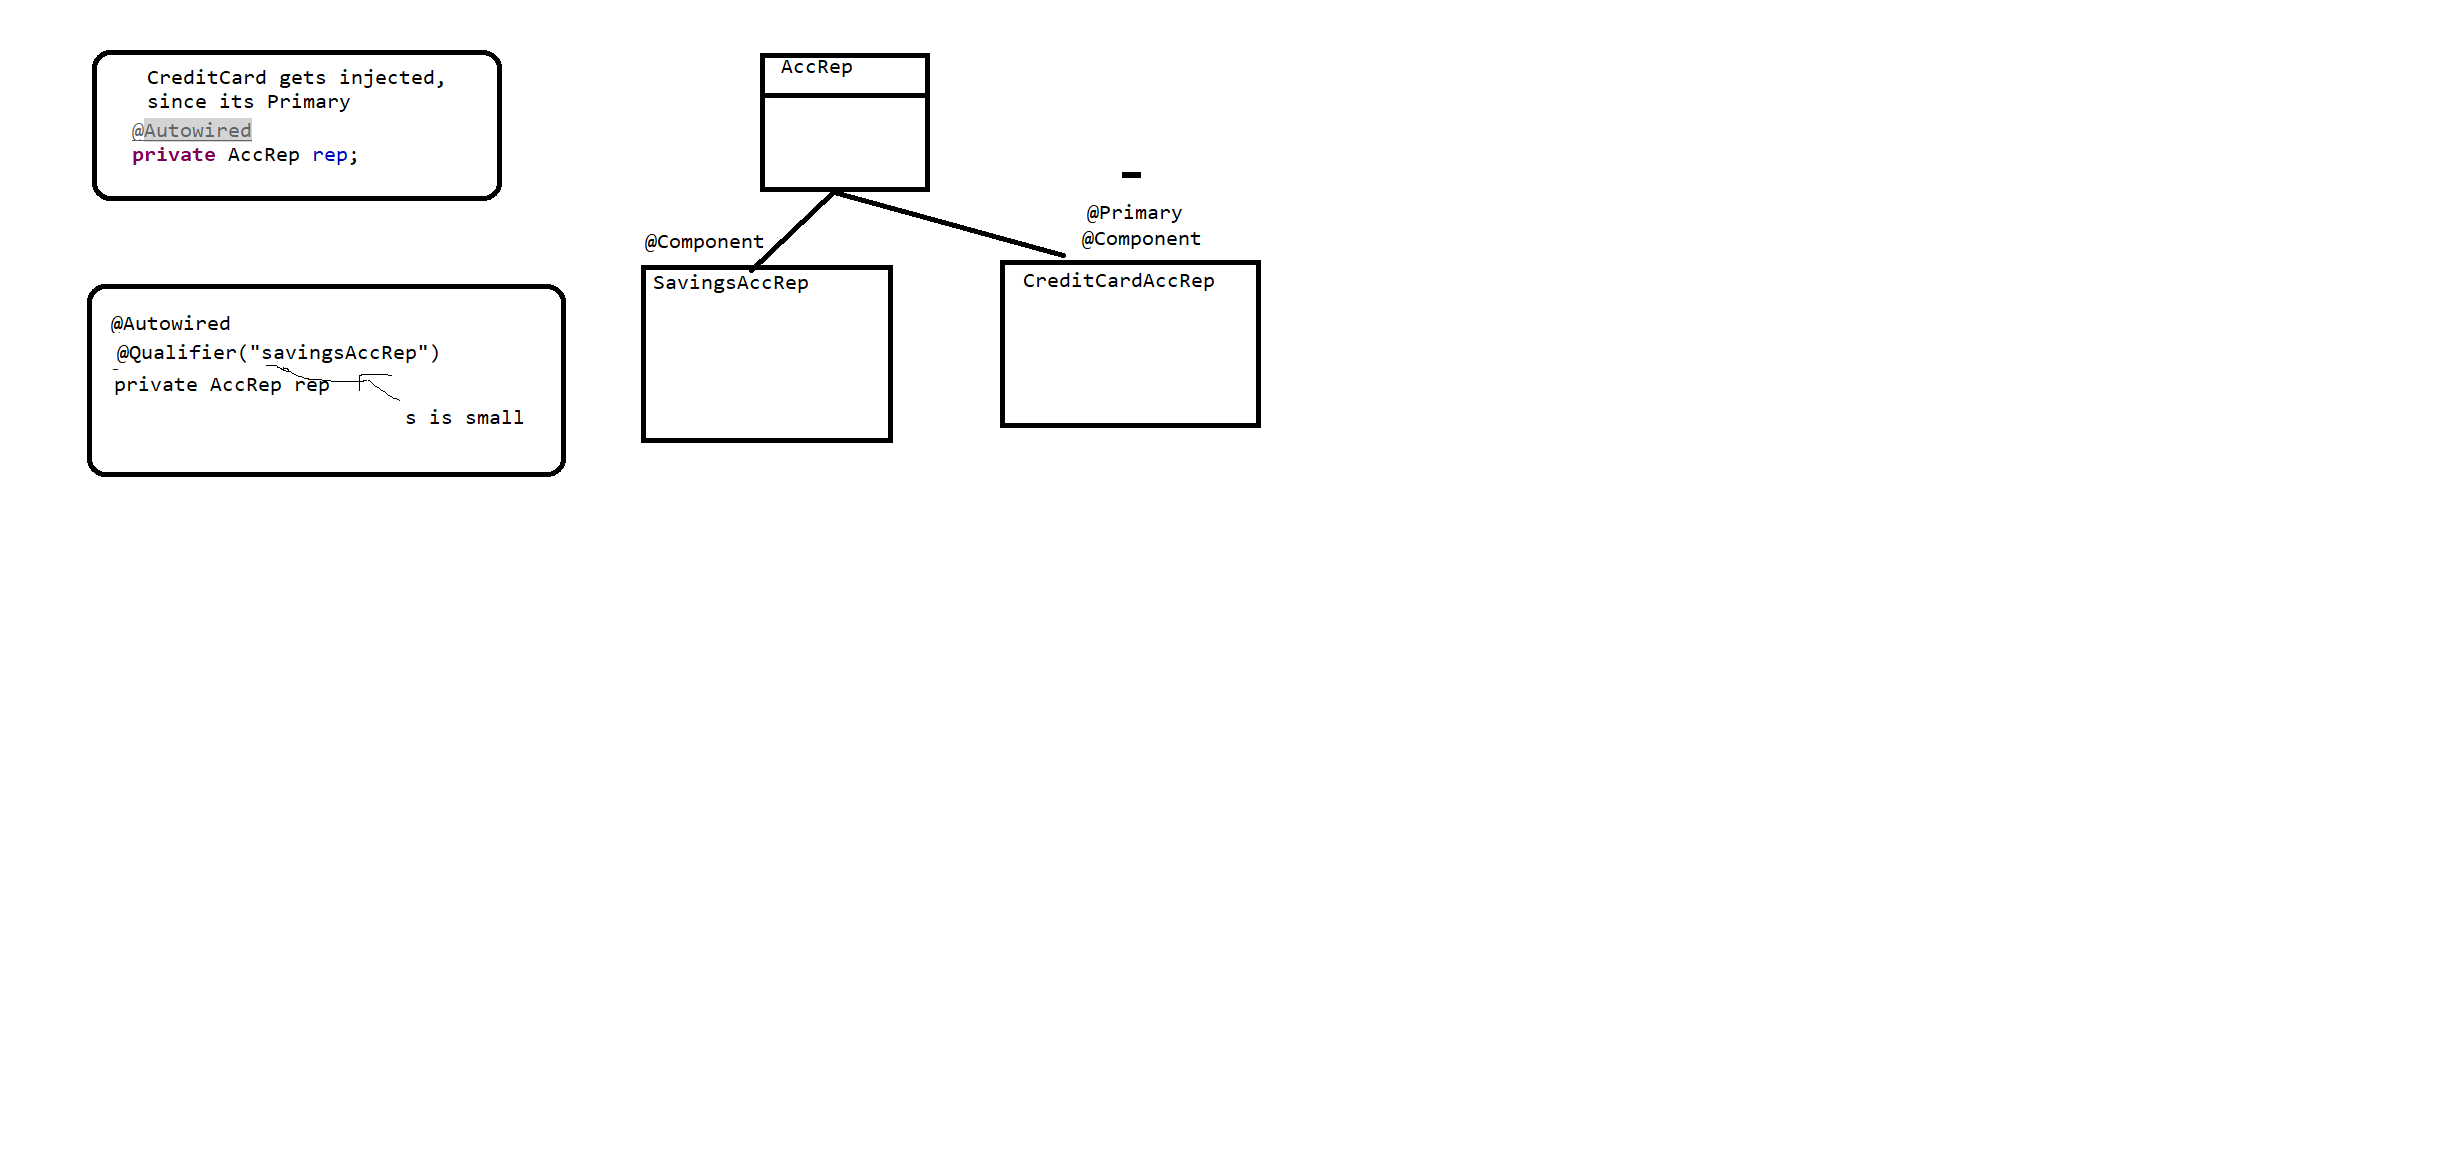 CreditCard gets injected,
since its Primary
@Autowired
private AccRep rep;
@Autowired
@Qualifier("savingsAccRep")
private AccRep rep
s is small
AccRep
@Component
SavingsAccRep
@Primary
@Component
CreditCardAccRep